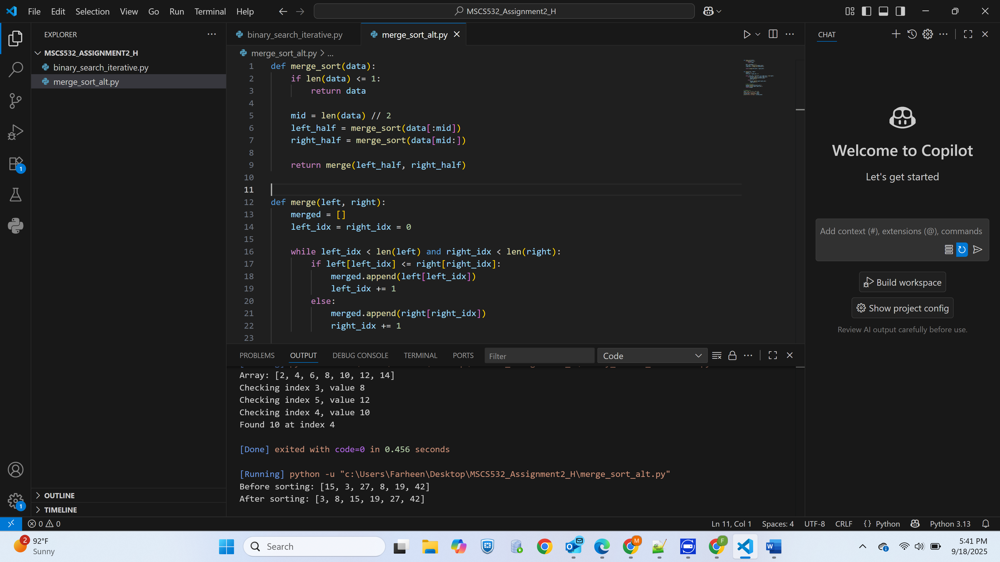 File Edit Selection View Go Run Terminal Help
MSCS532_Assignment2_H
EXPLORER
MSCS532_ASSIGNMENT2_H
binary_search_iterative.py
merge_sort_alt.py
OUTLINE
TIMELINE
binary_search_iterative.py
merge_sort_alt.py
merge_sort_alt.py > ...
1 def merge_sort(data):
2 if len(data) <= 1:
3 return data
4
5 mid = len(data) // 2
6 left_half = merge_sort(data[:mid])
7 right_half = merge_sort(data[mid:])
8
9 return merge(left_half, right_half)
10
11
12 def merge(left, right):
13 merged = []
14 left_idx = right_idx = 0
15
16 while left_idx < len(left) and right_idx < len(right):
17 if left[left_idx] <= right[right_idx]:
18 merged.append(left[left_idx])
19 left_idx += 1
20 else:
21 merged.append(right[right_idx])
22 right_idx += 1
23
PROBLEMS OUTPUT DEBUG CONSOLE TERMINAL PORTS Filter Code
Array: [2, 4, 6, 8, 10, 12, 14]
Checking index 3, value 8
Checking index 5, value 12
Checking index 4, value 10
Found 10 at index 4
[Done] exited with code=0 in 0.456 seconds
[Running] python -u "c:\Users\Farheen\Desktop\MSCS532_Assignment2_H\merge_sort_alt.py"
Before sorting: [15, 3, 27, 8, 19, 42]
After sorting: [3, 8, 15, 19, 27, 42]
CHAT
Welcome to Copilot
Let's get started
Add context (#), extensions (@), commands
Build workspace
Show project config
Review AI output carefully before use.
1
1
0 0
Ln 11, Col 1 Spaces: 4 UTF-8 CRLF {} Python Python 3.13
2
92°F
Sunny
Search
M
F
5:41 PM
9/18/2025